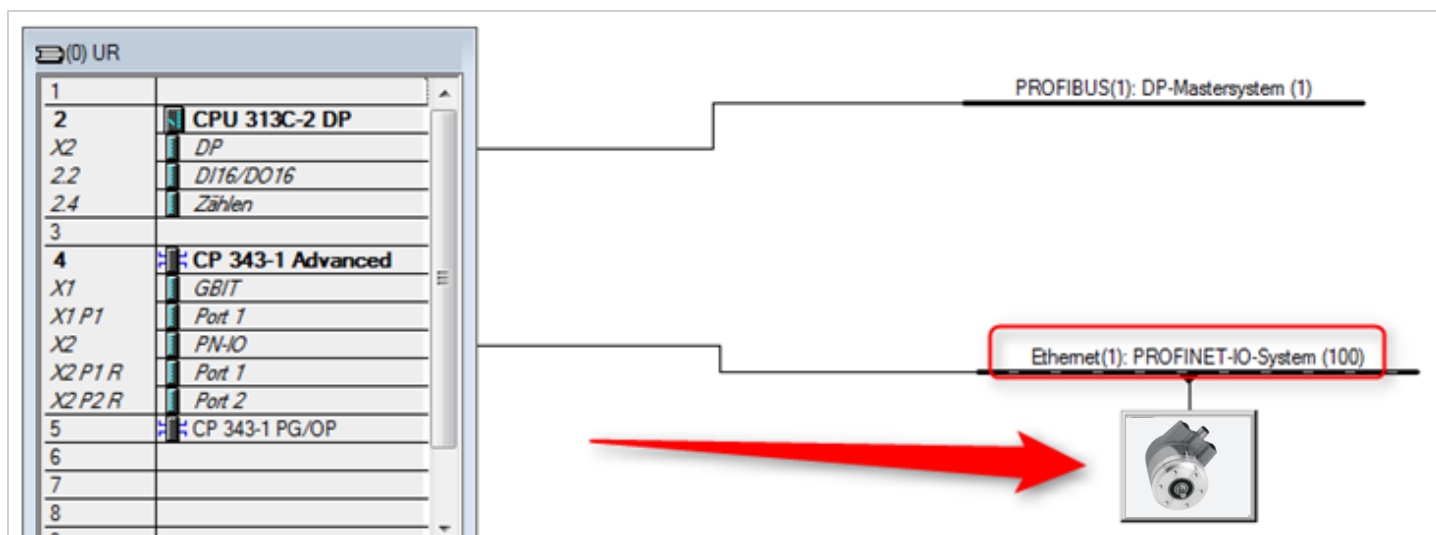 (0) UR
1
2 CPU 313C-2 DP
X2 DP
2.2 DI16/DO16
2.4 Zählen
3
4 CP 343-1 Advanced
X1 GBIT
X1 P1 Port 1
X2 PN-IO
X2 P1 R Port 1
X2 P2 R Port 2
5 CP 343-1 PG/OP
6
7
8
PROFIBUS(1): DP-Mastersystem (1)
Ethernet(1): PROFINET-IO-System (100)